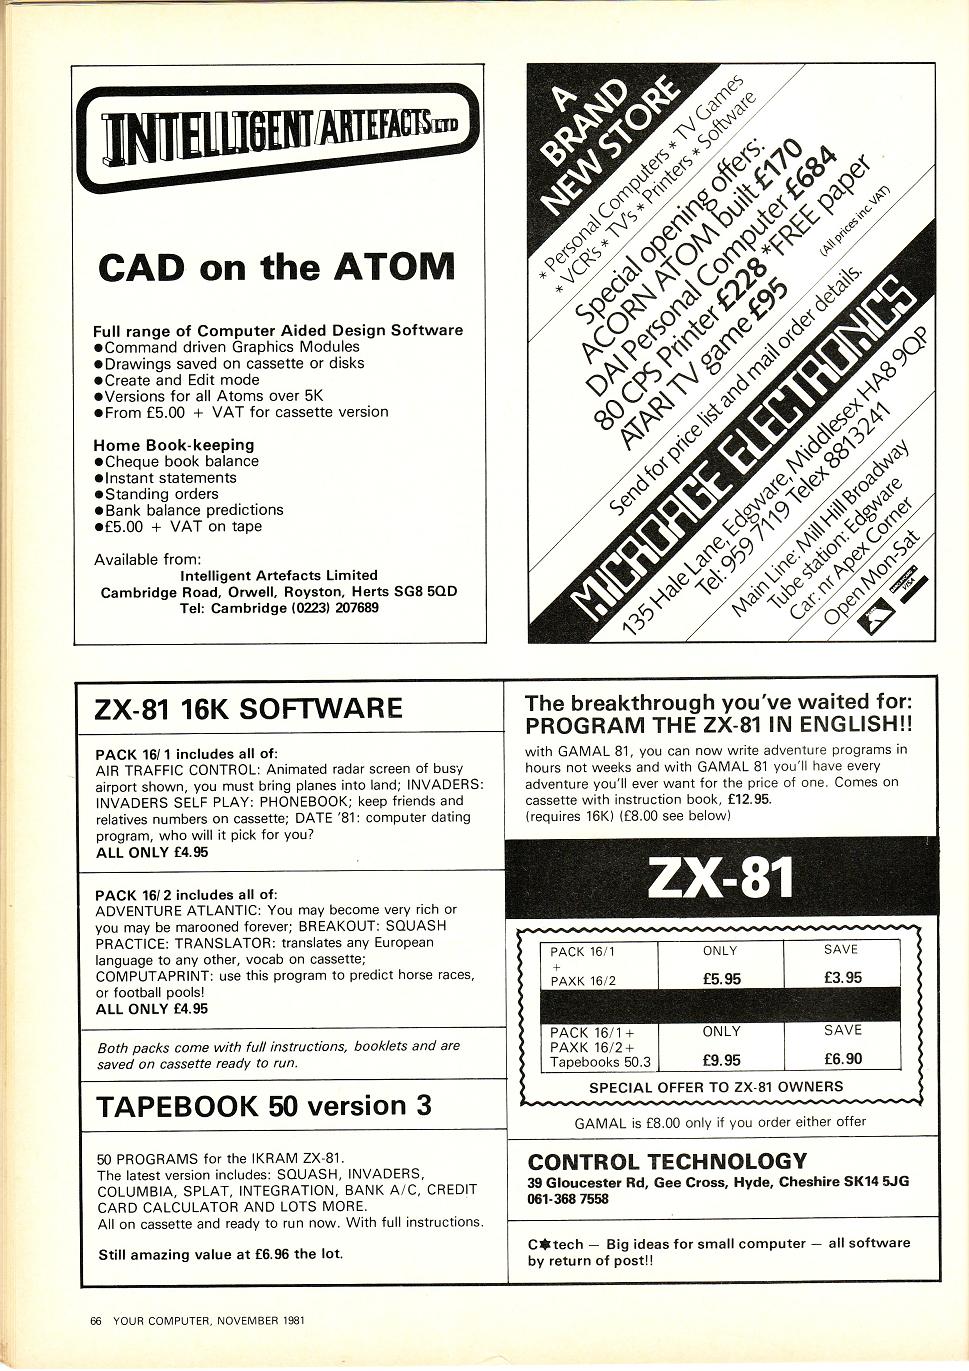 INTELLIGENT ARTEFACTS LTD
CAD on the ATOM
Full range of Computer Aided Design Software
●Command driven Graphics Modules
●Drawings saved on cassette or disks
●Create and Edit mode
●Versions for all Atoms over 5K
●From £5.00 + VAT for cassette version
Home Book-keeping
●Cheque book balance
●Instant statements
●Standing orders
●Bank balance predictions
●£5.00 + VAT on tape
Available from:
Intelligent Artefacts Limited
Cambridge Road, Orwell, Royston, Herts SG8 5QD
Tel: Cambridge (0223) 207689
A
BRAND
NEW STORE
* Personal Computers * TV Games
* VCR's * TV's * Printers * Software
Special opening offers:
ACORN ATOM built £170
DAI Personal Computer £684
80 CPS Printer £228 *FREE paper
ATARI TV game £95
(All prices inc. VAT)
Send for price list and mail order details.
MICROAGE ELECTRONICS
135 Hale Lane, Edgware, Middlesex HA8 9QP
Tel: 959 7119 Telex 8813241
Main Line: Mill Hill Broadway
Tube station: Edgware
Car: nr Apex Corner
Open Mon-Sat
VISA
ZX-81 16K SOFTWARE
PACK 16/1 includes all of:
AIR TRAFFIC CONTROL: Animated radar screen of busy
airport shown, you must bring planes into land; INVADERS:
INVADERS SELF PLAY: PHONEBOOK; keep friends and
relatives numbers on cassette; DATE '81: computer dating
program, who will it pick for you?
ALL ONLY £4.95
PACK 16/2 includes all of:
ADVENTURE ATLANTIC: You may become very rich or
you may be marooned forever; BREAKOUT: SQUASH
PRACTICE: TRANSLATOR: translates any European
language to any other, vocab on cassette;
COMPUTAPRINT: use this program to predict horse races,
or football pools!
ALL ONLY £4.95
Both packs come with full instructions, booklets and are
saved on cassette ready to run.
TAPEBOOK 50 version 3
50 PROGRAMS for the IKRAM ZX-81.
The latest version includes: SQUASH, INVADERS,
COLUMBIA, SPLAT, INTEGRATION, BANK A/C, CREDIT
CARD CALCULATOR AND LOTS MORE.
All on cassette and ready to run now. With full instructions.
Still amazing value at £6.96 the lot.
The breakthrough you've waited for:
PROGRAM THE ZX-81 IN ENGLISH!!
with GAMAL 81, you can now write adventure programs in
hours not weeks and with GAMAL 81 you'll have every
adventure you'll ever want for the price of one. Comes on
cassette with instruction book, £12.95.
(requires 16K) (£8.00 see below)
ZX-81
PACK 16/1 ONLY SAVE
+
PAXK 16/2 £5.95 £3.95
PACK 16/1+ ONLY SAVE
PAXK 16/2+
Tapebooks 50.3 £9.95 £6.90
SPECIAL OFFER TO ZX-81 OWNERS
GAMAL is £8.00 only if you order either offer
CONTROL TECHNOLOGY
39 Gloucester Rd, Gee Cross, Hyde, Cheshire SK14 5JG
061-368 7558
C✱tech — Big ideas for small computer — all software
by return of post!!
66 YOUR COMPUTER, NOVEMBER 1981